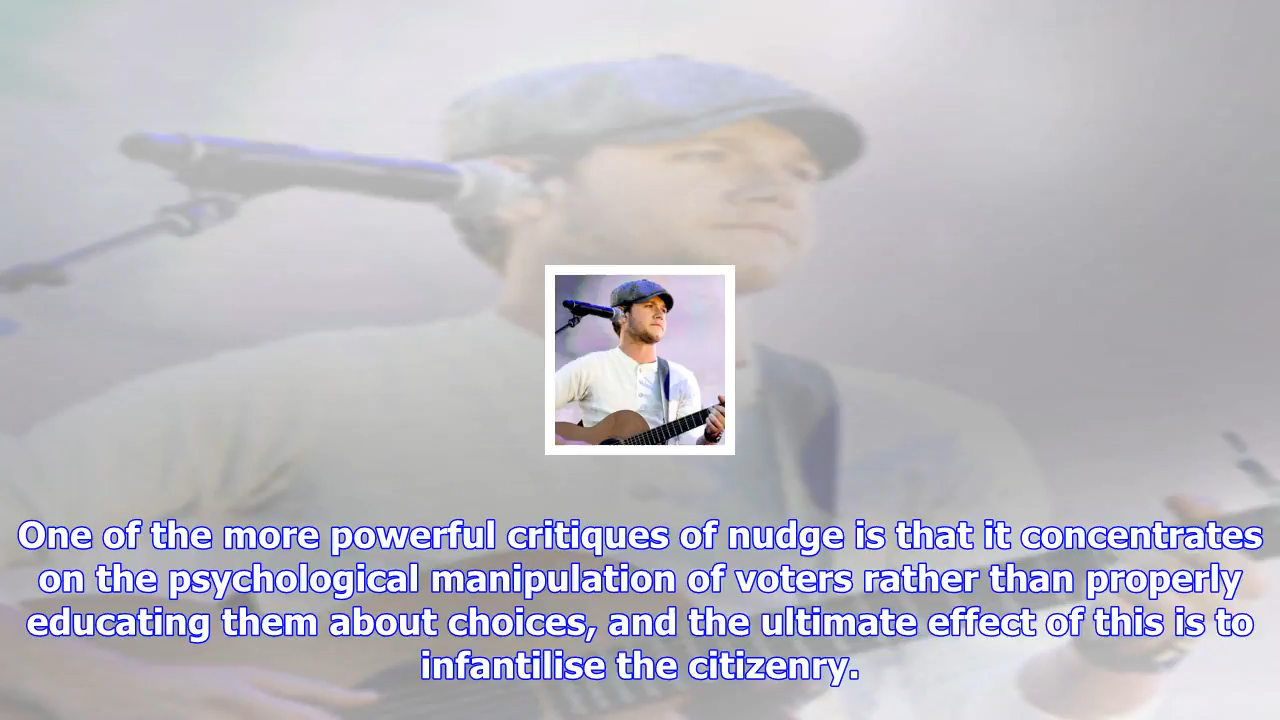 One of the more powerful critiques of nudge is that it concentrates
on the psychological manipulation of voters rather than properly
educating them about choices, and the ultimate effect of this is to
infantilise the citizenry.